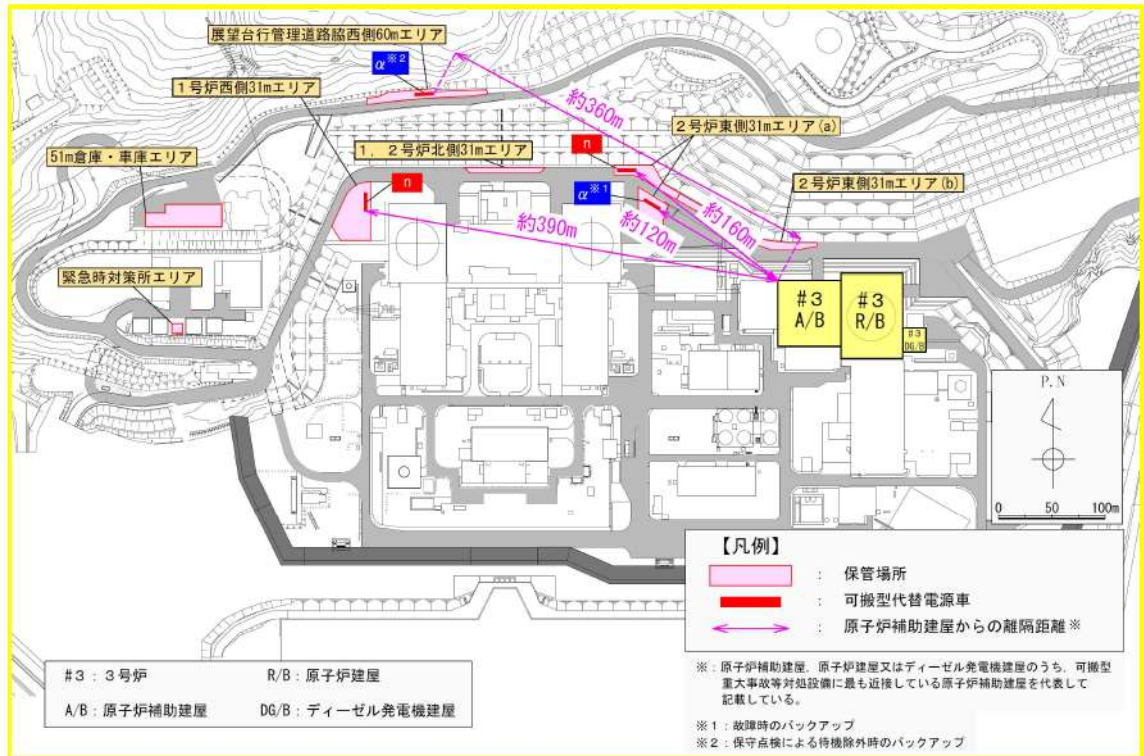 展望台行管理道路脇西側60mエリア
α※2
1号炉西側31mエリア
約360m
2号炉東側31mエリア(a)
51m倉庫・車庫エリア
1，2号炉北側31mエリア
n
n
α※1
2号炉東側31mエリア(b)
約390m
約120m
約160m
緊急時対策所エリア
#3
A/B
#3
R/B
#3
DG/B
P.N
0 50 100m
【凡例】
： 保管場所
： 可搬型代替電源車
： 原子炉補助建屋からの離隔距離※
#3：3号炉 R/B：原子炉建屋
A/B：原子炉補助建屋 DG/B：ディーゼル発電機建屋
※：原子炉補助建屋，原子炉建屋又はディーゼル発電機建屋のうち，可搬型
重大事故等対処設備に最も近接している原子炉補助建屋を代表して
記載している。
※1：故障時のバックアップ
※2：保守点検による待機除外時のバックアップ